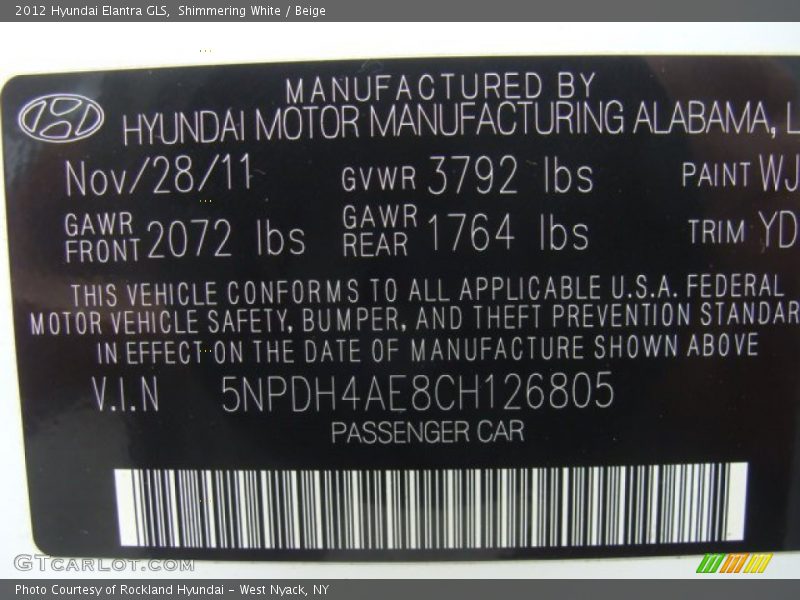 2012 Hyundai Elantra GLS,  Shimmering White / Beige
MANUFACTURED BY
HYUNDAI MOTOR MANUFACTURING ALABAMA, L
Nov/28/11 GVWR 3792 lbs PAINT WJ
GAWR FRONT 2072 lbs GAWR REAR 1764 lbs TRIM YD
THIS VEHICLE CONFORMS TO ALL APPLICABLE U.S.A. FEDERAL
MOTOR VEHICLE SAFETY, BUMPER, AND THEFT PREVENTION STANDAR
IN EFFECT ON THE DATE OF MANUFACTURE SHOWN ABOVE
V.I.N 5NPDH4AE8CH126805
PASSENGER CAR
GTCARLOT.COM
Photo Courtesy of Rockland Hyundai - West Nyack, NY